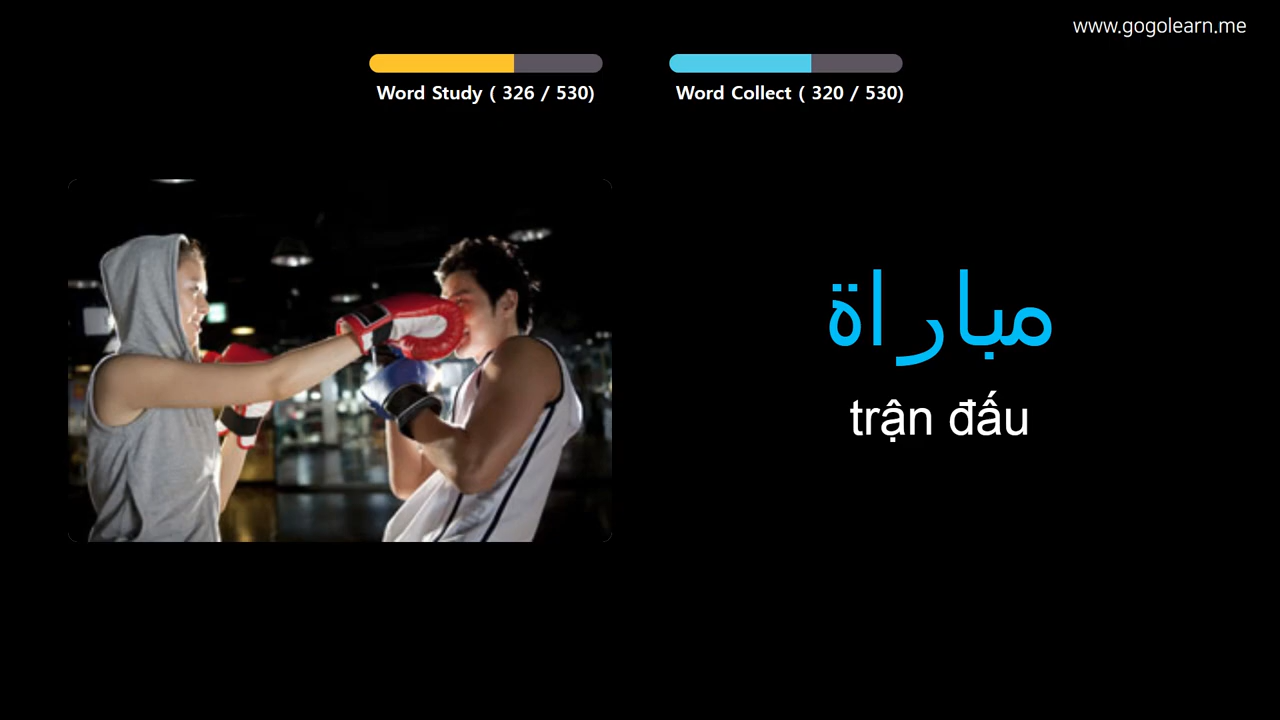 www.gogolearn.me
Word Study ( 326 / 530)
Word Collect ( 320 / 530)
مباراة
trận đấu